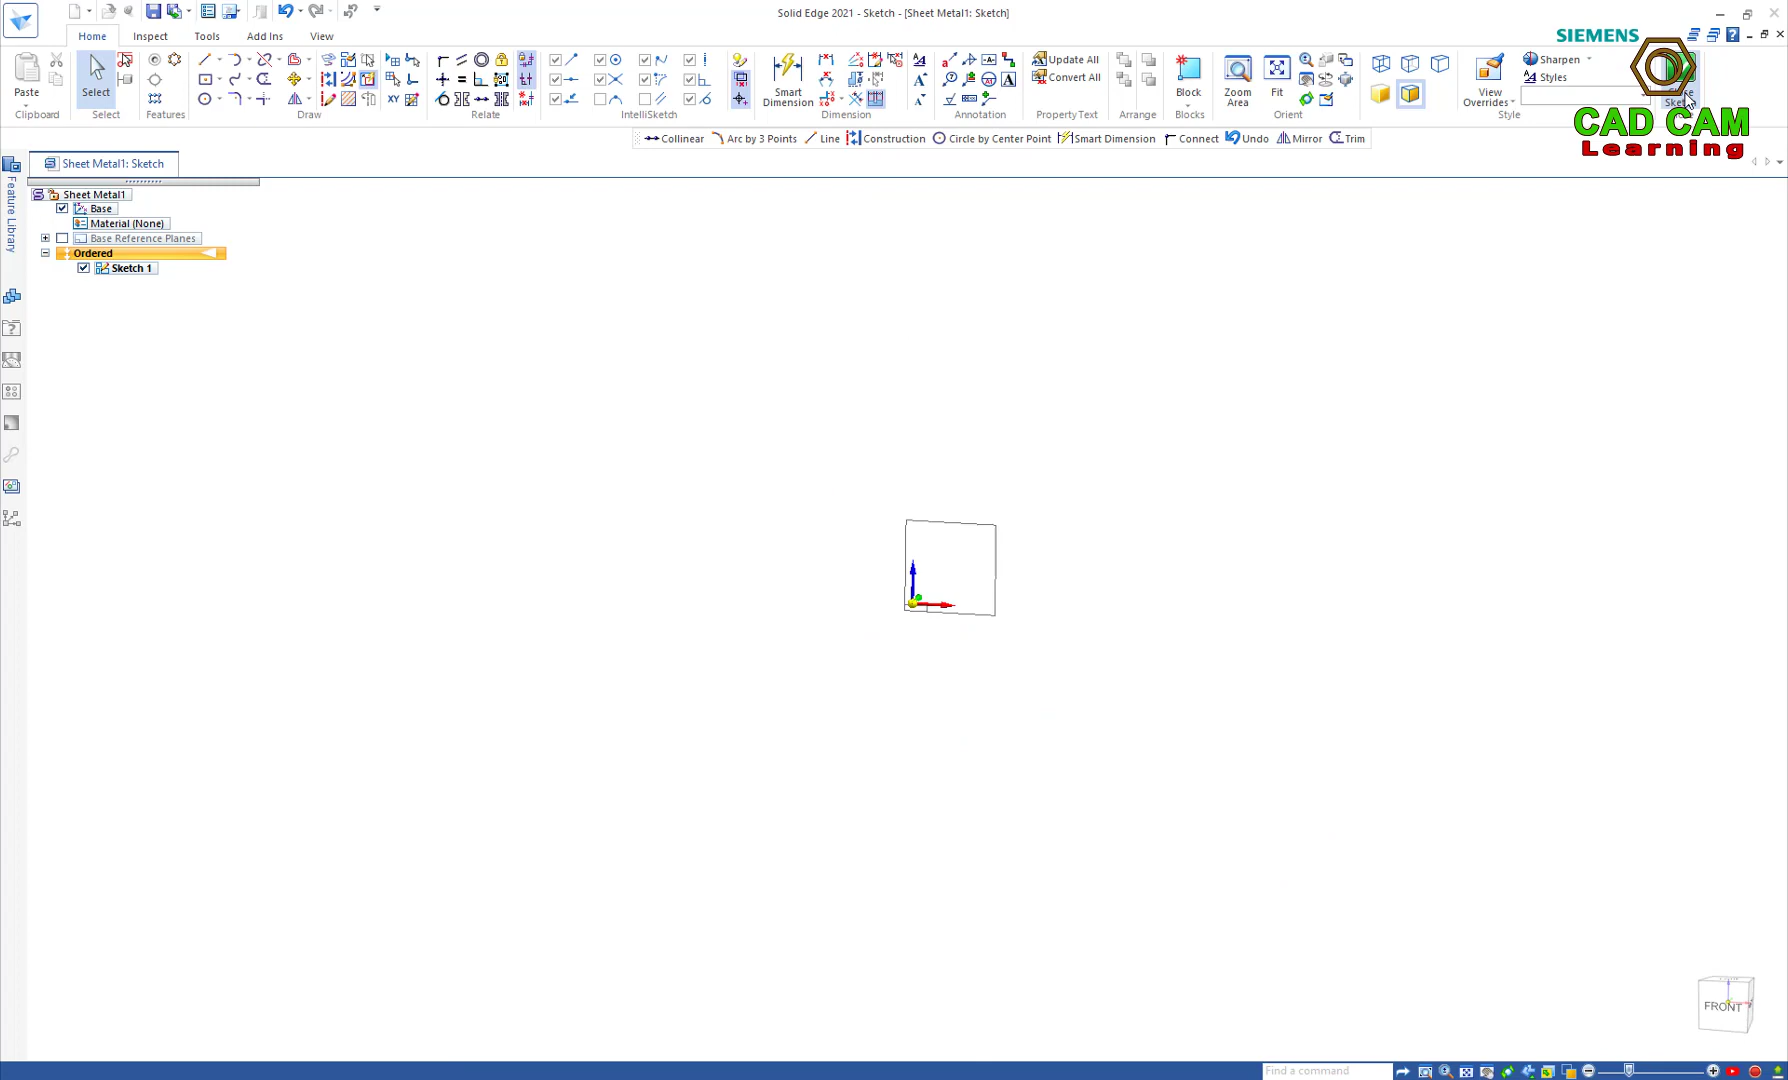 Solid Edge 2021 - Sketch - [Sheet Metal1: Sketch]
Home Inspect Tools Add Ins View
SIEMENS
Paste
Clipboard
Select
Select
Features
Draw
Relate
IntelliSketch
Smart
Dimension
Dimension
Annotation
Update All
Convert All
Property Text
Arrange
Block
Blocks
Zoom
Area
Fit
Orient
View
Overrides
Sharpen
Styles
Style
CAD CAM
Learning
Collinear Arc by 3 Points Line Construction Circle by Center Point Smart Dimension Connect Undo Mirror Trim
Sheet Metal1: Sketch
Feature Library
Sheet Metal1
Base
Material (None)
Base Reference Planes
Ordered
Sketch 1
XY
FRONT
Find a command